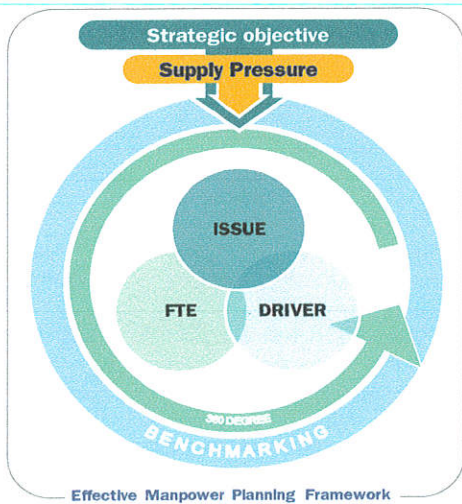 Strategic objective
Supply Pressure
ISSUE
FTE
DRIVER
360 DEGREE
BENCHMARKING
Effective Manpower Planning Framework